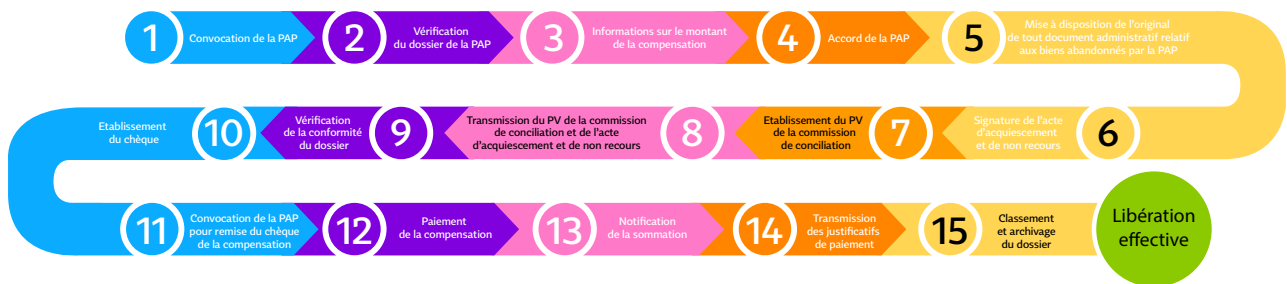 1
Convocation de la PAP
2
Vérification
du dossier de la PAP
3
Informations sur le montant
de la compensation
4
Accord de la PAP
5
Mise à disposition de l'original
de tout document administratif relatif
aux biens abandonnés par la PAP
6
Signature de l'acte
d'acquiescement
et de non recours
7
Etablissement du PV
de la commission
de conciliation
8
Transmission du PV de la commission
de conciliation et de l'acte
d'acquiescement et de non recours
9
Vérification
de la conformité
du dossier
10
Etablissement
du chèque
11
Convocation de la PAP
pour remise du chèque
de la compensation
12
Paiement
de la compensation
13
Notification
de la sommation
14
Transmission
des justificatifs
de paiement
15
Classement
et archivage
du dossier
Libération
effective